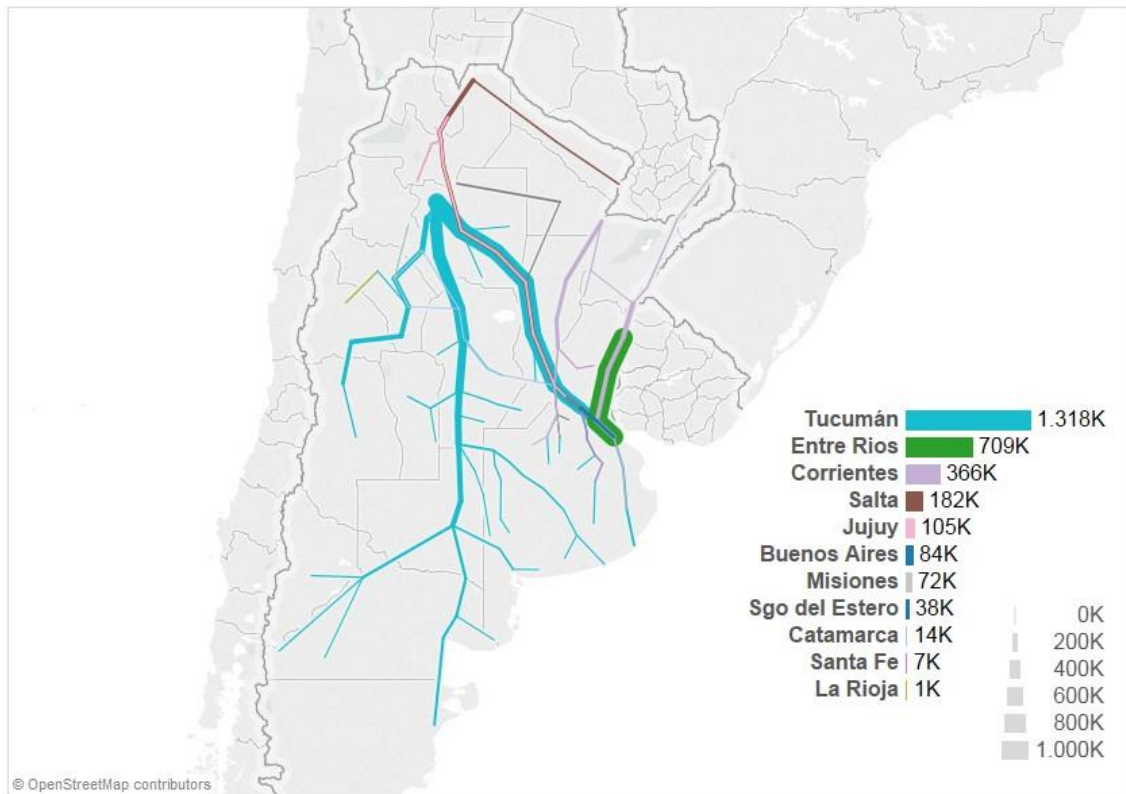 Tucumán 1.318K
Entre Rios 709K
Corrientes 366K
Salta 182K
Jujuy 105K
Buenos Aires 84K
Misiones 72K
Sgo del Estero 38K
Catamarca 14K
Santa Fe 7K
La Rioja 1K
0K
200K
400K
600K
800K
1.000K
© OpenStreetMap contributors